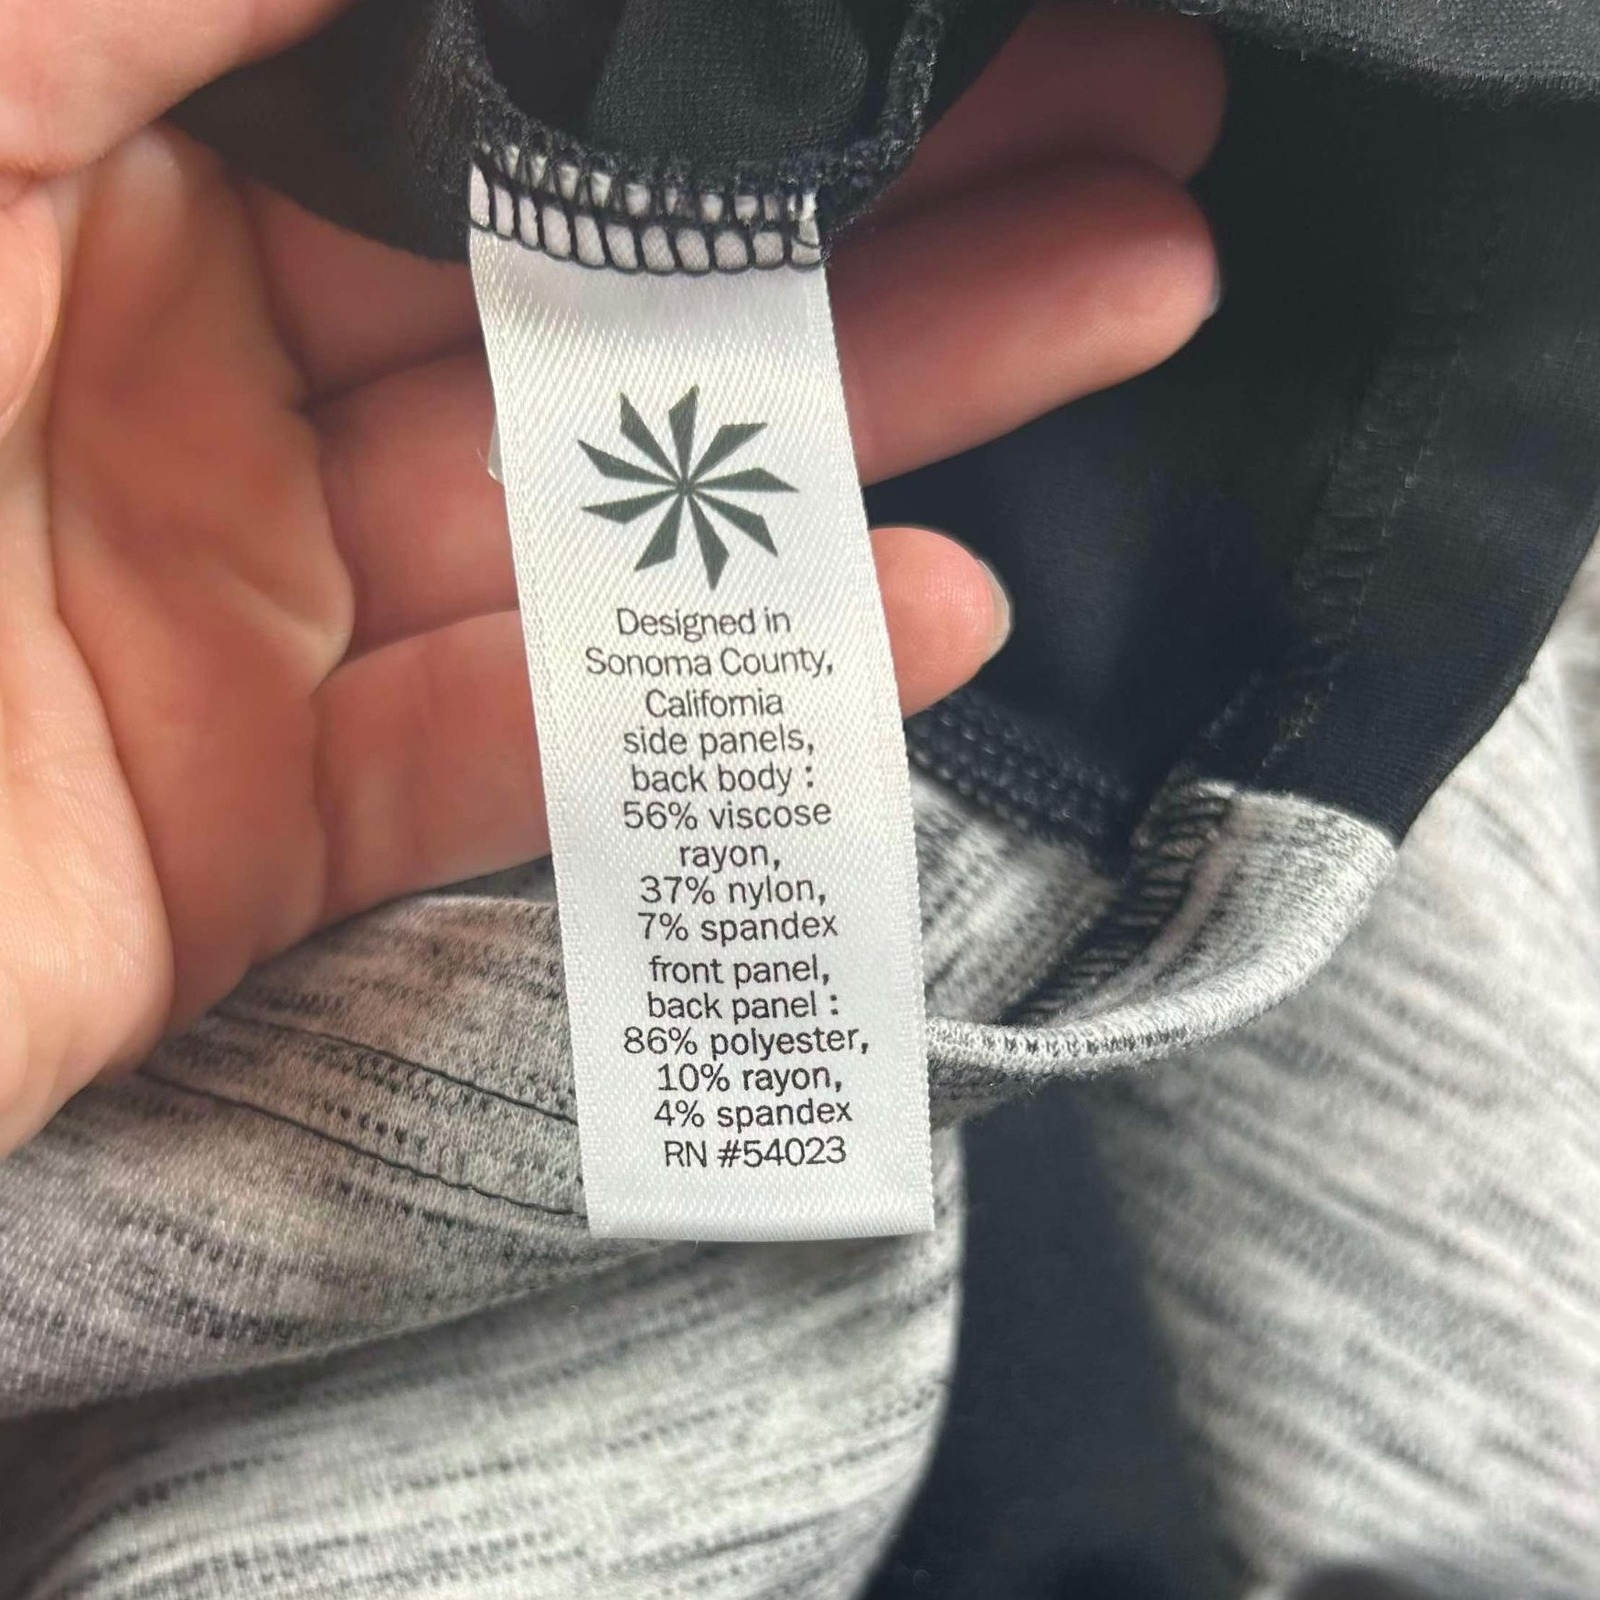 Designed in
Sonoma County,
California
side panels,
back body :
56% viscose
rayon,
37% nylon,
7% spandex
front panel,
back panel :
86% polyester,
10% rayon,
4% spandex
RN #54023